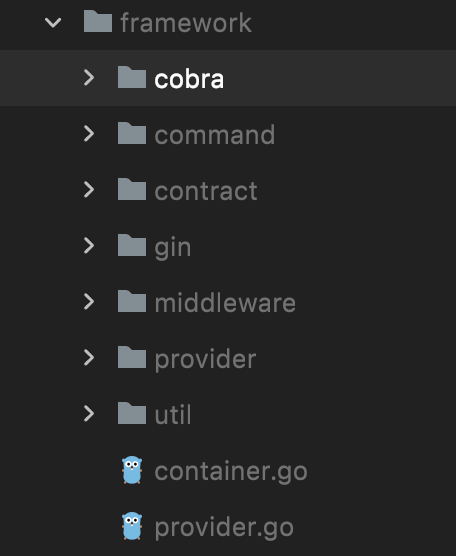 framework
cobra
command
contract
gin
middleware
provider
util
container.go
provider.go